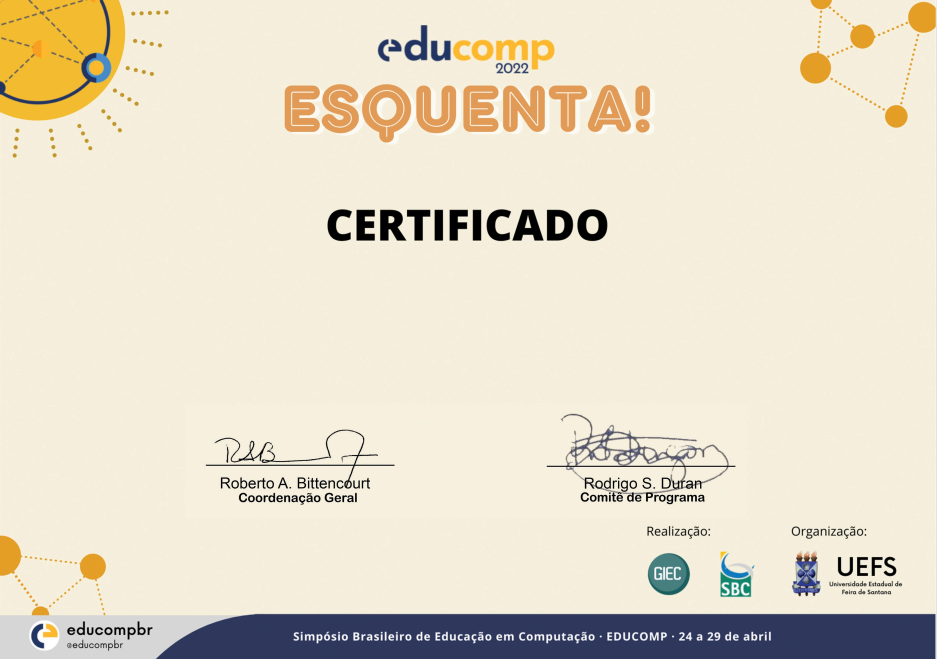 educomp
2022
ESQUENTA!
CERTIFICADO
Roberto A. Bittencourt
Coordenação Geral
Rodrigo S. Duran
Comitê de Programa
Realização:
Organização:
GIEC
SBC
UEFS
Universidade Estadual de
Feira de Santana
educompbr
@educompbr
Simpósio Brasileiro de Educação em Computação · EDUCOMP · 24 a 29 de abril